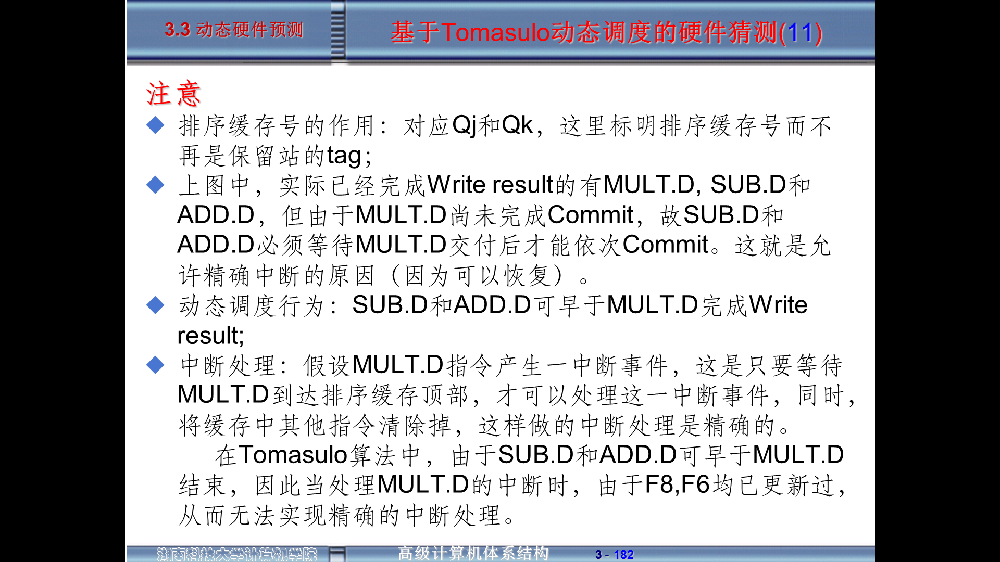 3.3 动态硬件预测
基于Tomasulo动态调度的硬件猜测(11)
注意
排序缓存号的作用：对应Qj和Qk，这里标明排序缓存号而不
再是保留站的tag；
上图中，实际已经完成Write result的有MULT.D, SUB.D和
ADD.D，但由于MULT.D尚未完成Commit，故SUB.D和
ADD.D必须等待MULT.D交付后才能依次Commit。这就是允
许精确中断的原因（因为可以恢复）。
动态调度行为：SUB.D和ADD.D可早于MULT.D完成Write
result;
中断处理：假设MULT.D指令产生一中断事件，这是只要等待
MULT.D到达排序缓存顶部，才可以处理这一中断事件，同时，
将缓存中其他指令清除掉，这样做的中断处理是精确的。
在Tomasulo算法中，由于SUB.D和ADD.D可早于MULT.D
结束，因此当处理MULT.D的中断时，由于F8,F6均已更新过，
从而无法实现精确的中断处理。
湖南科技大学计算机学院
高级计算机体系结构
3 - 182